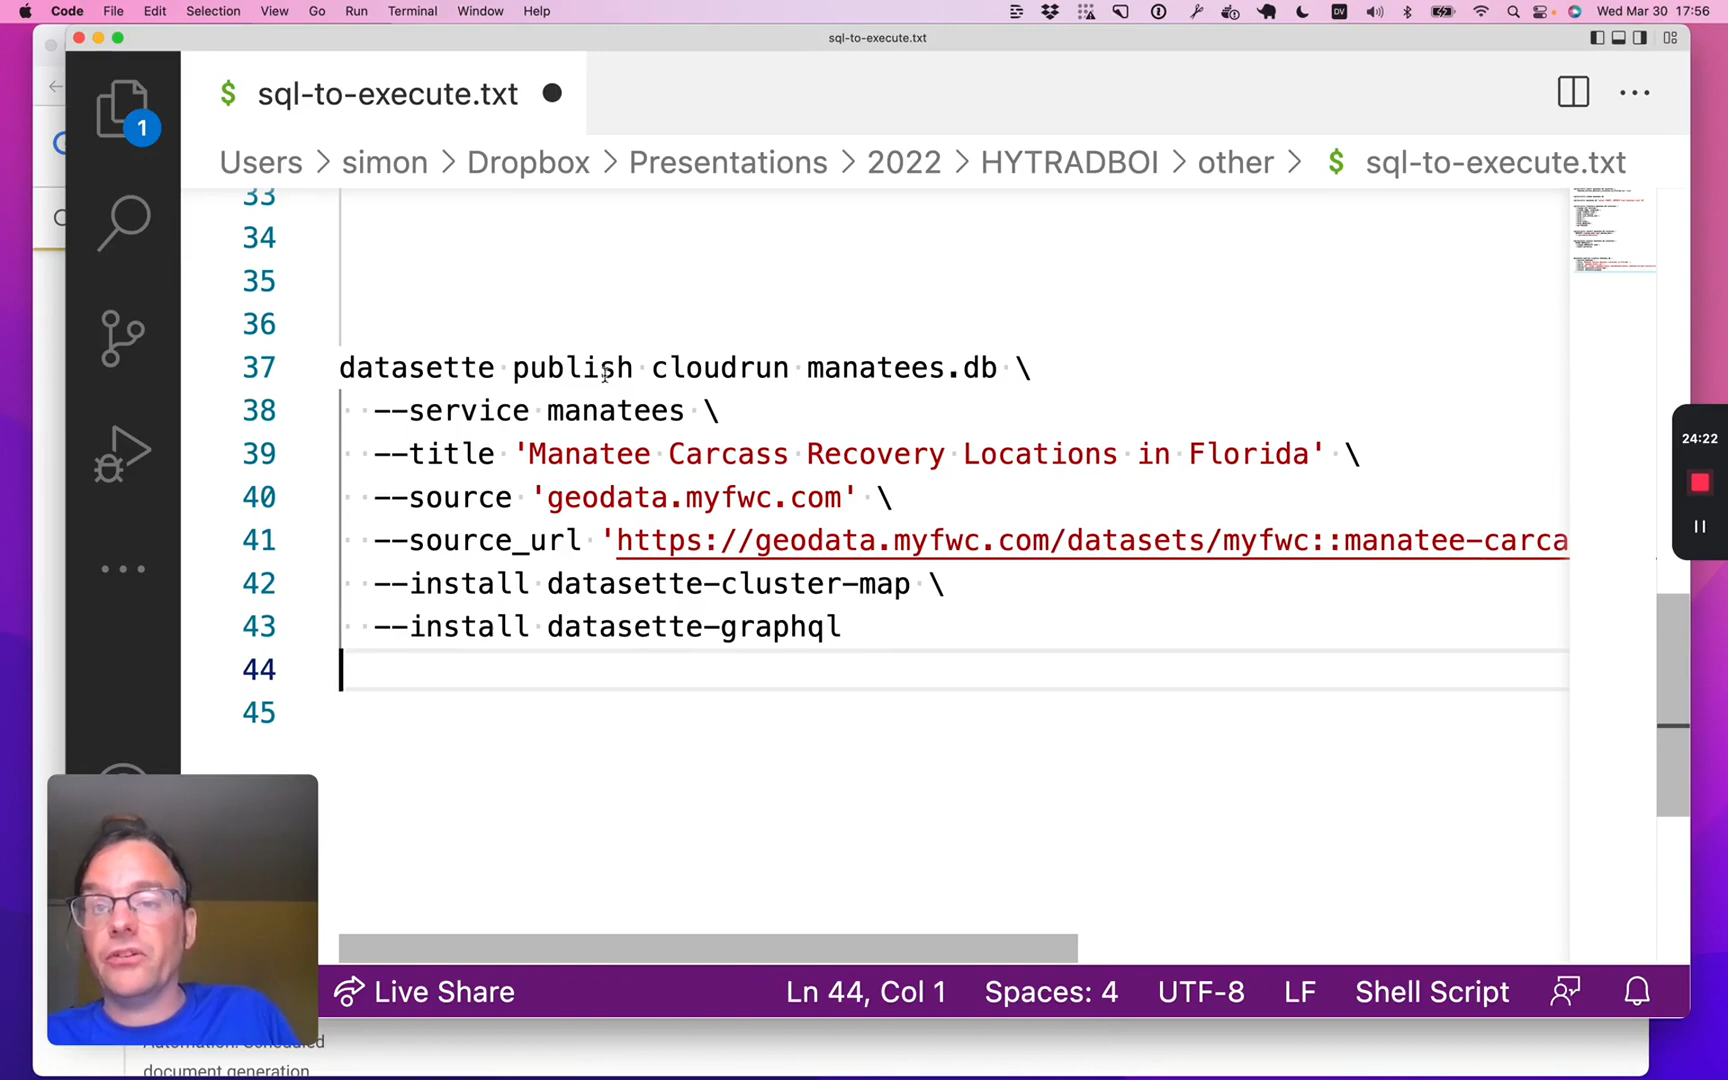 Code File Edit Selection View Go Run Terminal Window Help DV Wed Mar 30 17:56
sql-to-execute.txt
$ sql-to-execute.txt
1
Users > simon > Dropbox > Presentations > 2022 > HYTRADBOI > other > $ sql-to-execute.txt
33
34
35
36
37 datasette publish cloudrun manatees.db \
38 --service manatees \
39 --title 'Manatee Carcass Recovery Locations in Florida' \
40 --source 'geodata.myfwc.com' \
41 --source_url 'https://geodata.myfwc.com/datasets/myfwc::manatee-carca
42 --install datasette-cluster-map \
43 --install datasette-graphql
44
45
24:22
Live Share Ln 44, Col 1 Spaces: 4 UTF-8 LF Shell Script
document generation